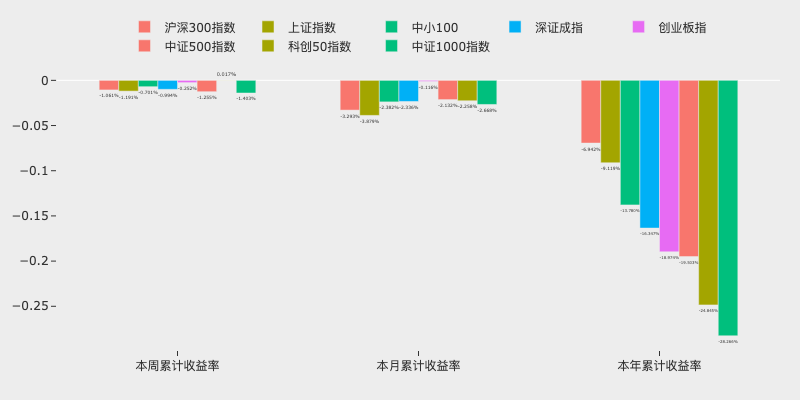 沪深300指数 上证指数 中小100 深证成指 创业板指
中证500指数 科创50指数 中证1000指数
0
−0.05
−0.1
−0.15
−0.2
−0.25
-1.061% -1.191% -0.701% -0.994% -0.252% -1.255% 0.017% -1.403%
-3.293% -3.879% -2.382% -2.336% -0.116% -2.132% -2.258% -2.668%
-6.942% -9.119% -13.786% -16.347% -18.974% -19.503% -24.845% -28.266%
本周累计收益率 本月累计收益率 本年累计收益率